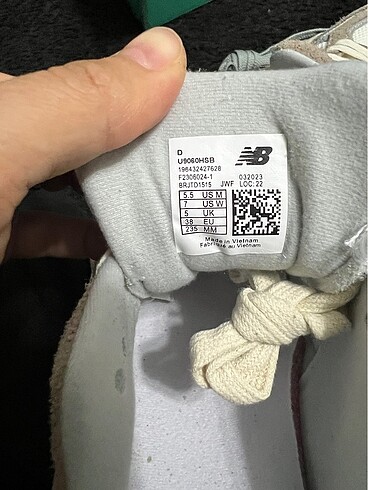 D
U9060HSB
196432427628
F2306024-1 032023
BRJTD1515 JWF LOC: 22
5.5 US M
7 US W
5 UK
38 EU
235 MM
Made in Vietnam
Fabriqué au Vietnam
NB